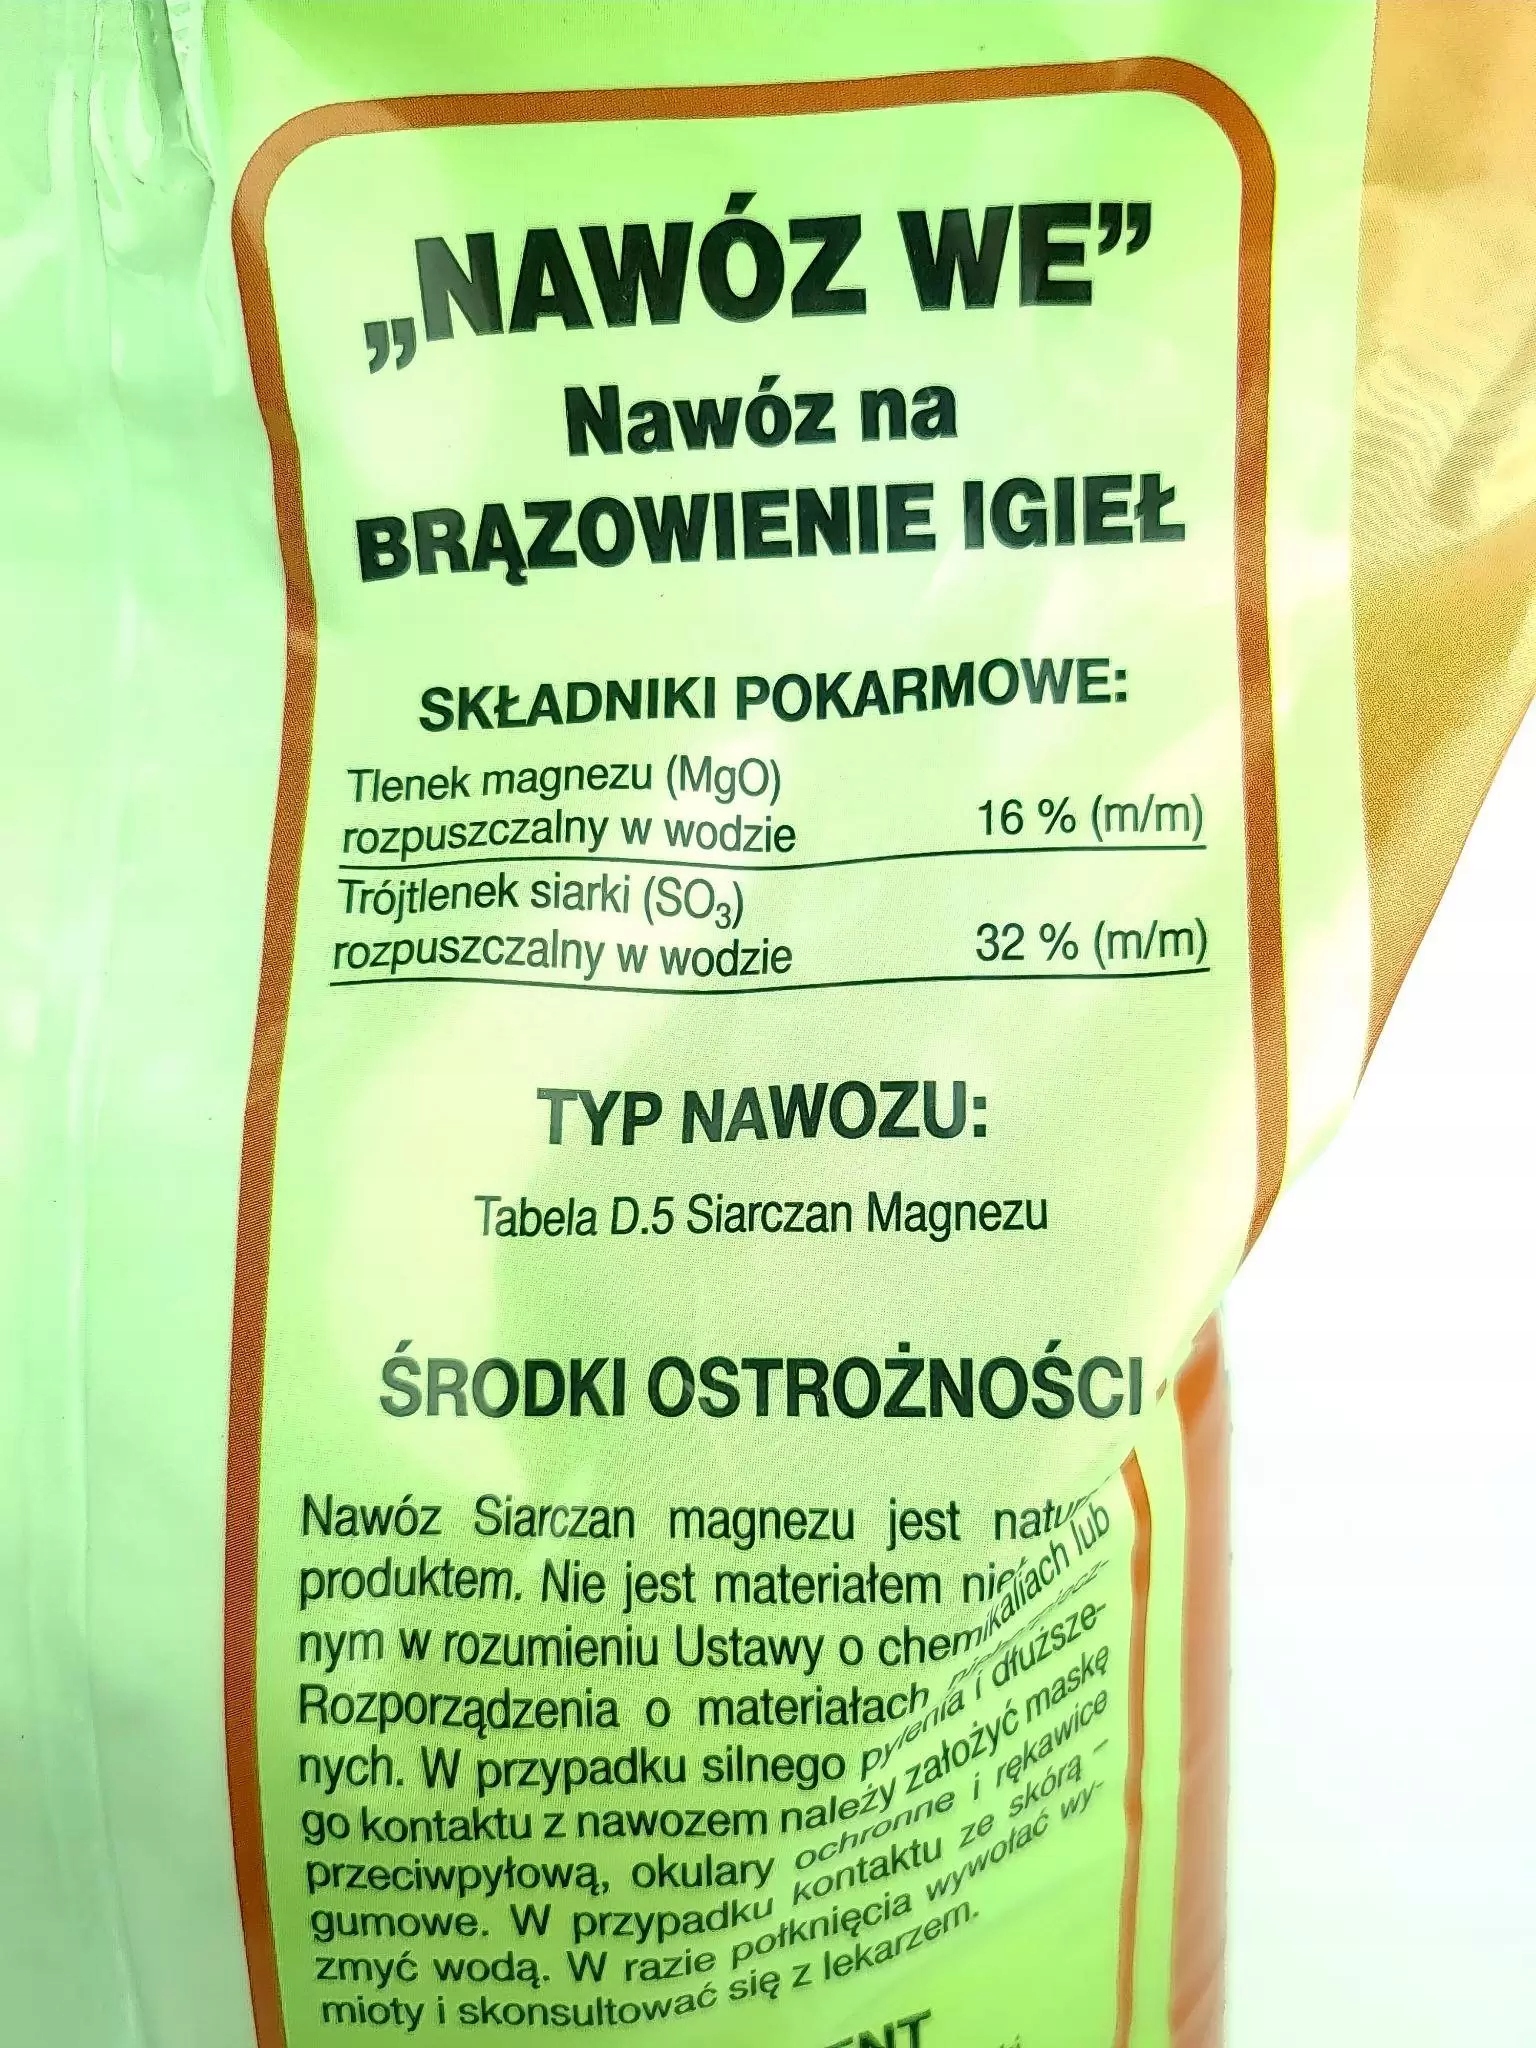 „NAWÓZ WE”
Nawóz na
BRĄZOWIENIE IGIEŁ
SKŁADNIKI POKARMOWE:
Tlenek magnezu (MgO)
rozpuszczalny w wodzie 16 % (m/m)
Trójtlenek siarki (SO₃)
rozpuszczalny w wodzie 32 % (m/m)
TYP NAWOZU:
Tabela D.5 Siarczan Magnezu
ŚRODKI OSTROŻNOŚCI
Nawóz Siarczan magnezu jest
produktem. Nie jest materiałem
nym w rozumieniu Ustawy o chemikaliach lub
Rozporządzenia o materiałach
nych. W przypadku silnego pylenia i dłuższe-
go kontaktu z nawozem należy założyć maskę
przeciwpyłową, okulary ochronne i rękawice
gumowe. W przypadku kontaktu ze skórą –
zmyć wodą. W razie połknięcia wywołać wy-
mioty i skonsultować się z lekarzem.